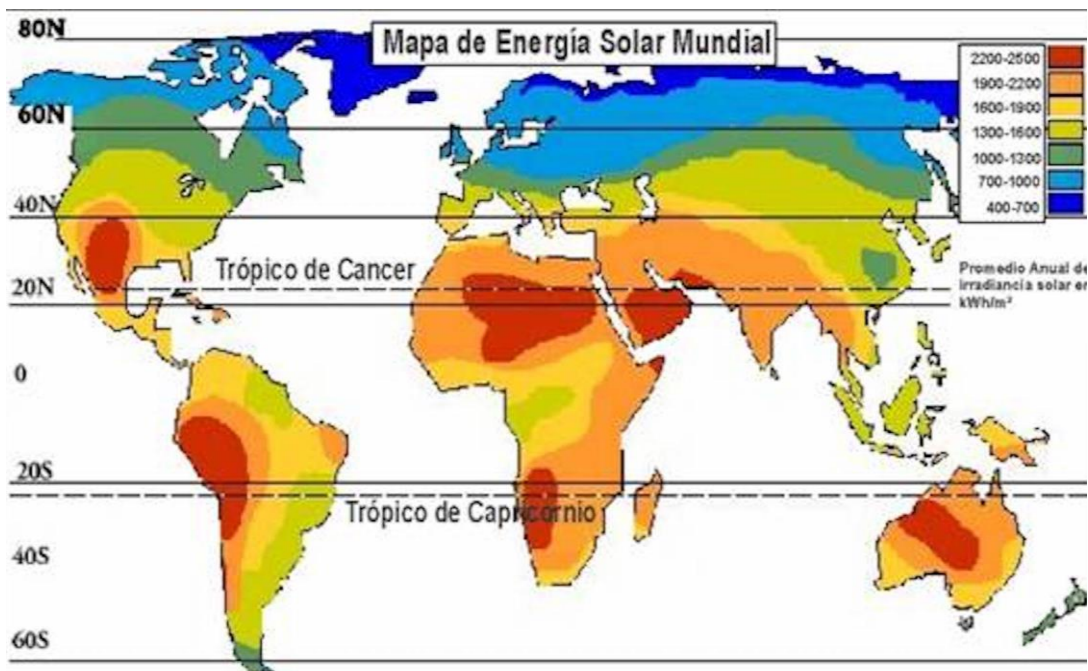 80N
Mapa de Energía Solar Mundial
2200-2500
1900-2200
1600-1900
1300-1600
1000-1300
700-1000
400-700
60N
40N
Trópico de Cancer
Promedio Anual de
irradiancia solar en
kWh/m²
20N
0
20S
Trópico de Capricornio
40S
60S